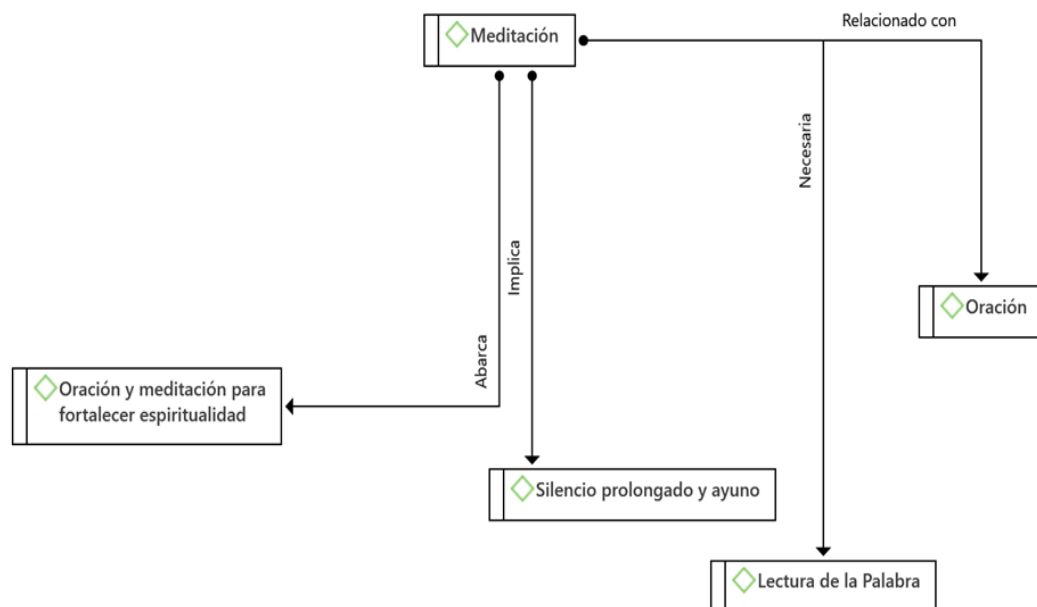 Meditación
Relacionado con
Necesaria
Implica
Abarca
Oración
Oración y meditación para
fortalecer espiritualidad
Silencio prolongado y ayuno
Lectura de la Palabra